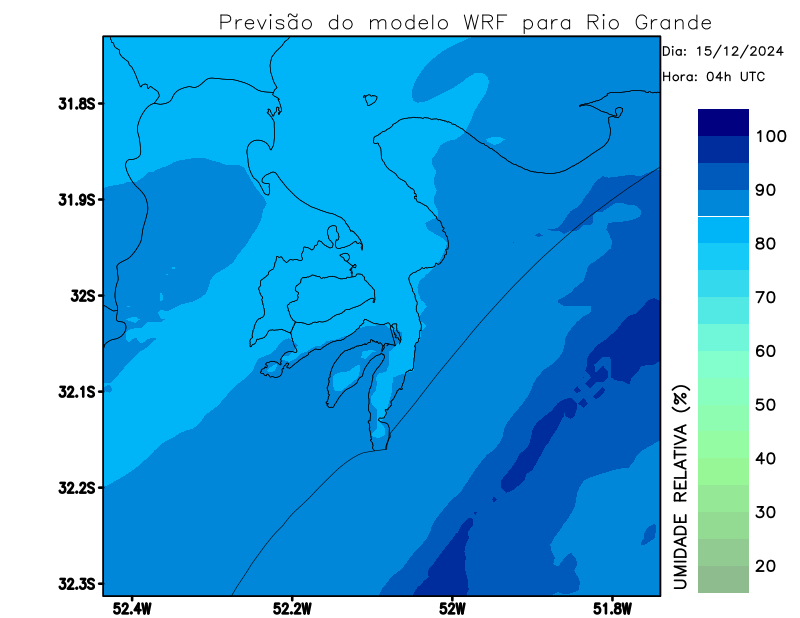 Previsão do modelo WRF para Rio Grande
Dia: 15/12/2024
Hora: 04h UTC
31.8S
31.9S
32S
32.1S
32.2S
32.3S
52.4W
52.2W
52W
51.8W
100
90
80
70
60
50
40
30
20
UMIDADE RELATIVA (%)